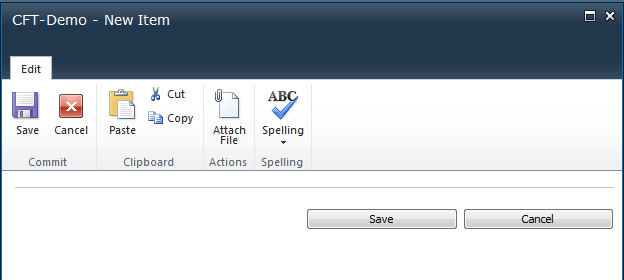 CFT-Demo - New Item
Edit
Save
Cancel
Paste
Cut
Copy
Attach
File
ABC
Spelling
Commit
Clipboard
Actions
Spelling
Save
Cancel